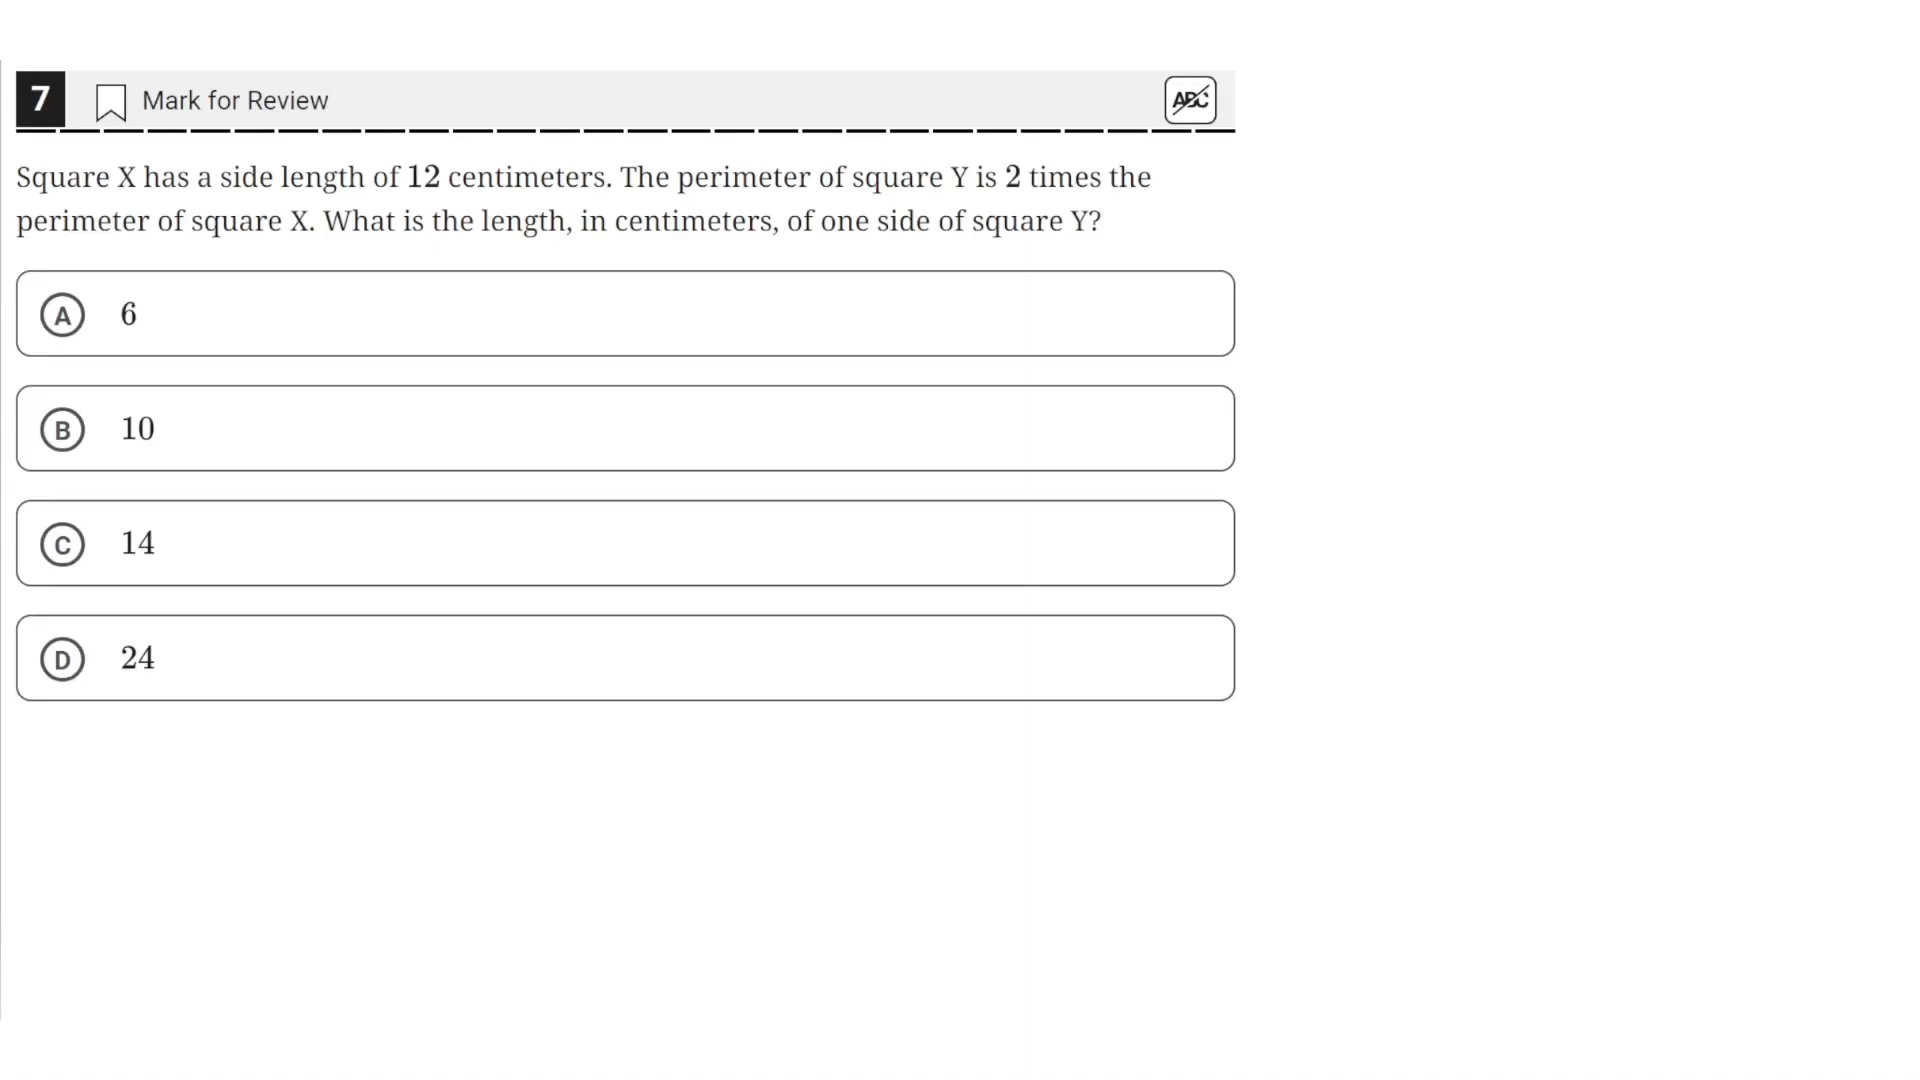 7 Mark for Review ABC
Square X has a side length of 12 centimeters. The perimeter of square Y is 2 times the
perimeter of square X. What is the length, in centimeters, of one side of square Y?
A 6
B 10
C 14
D 24